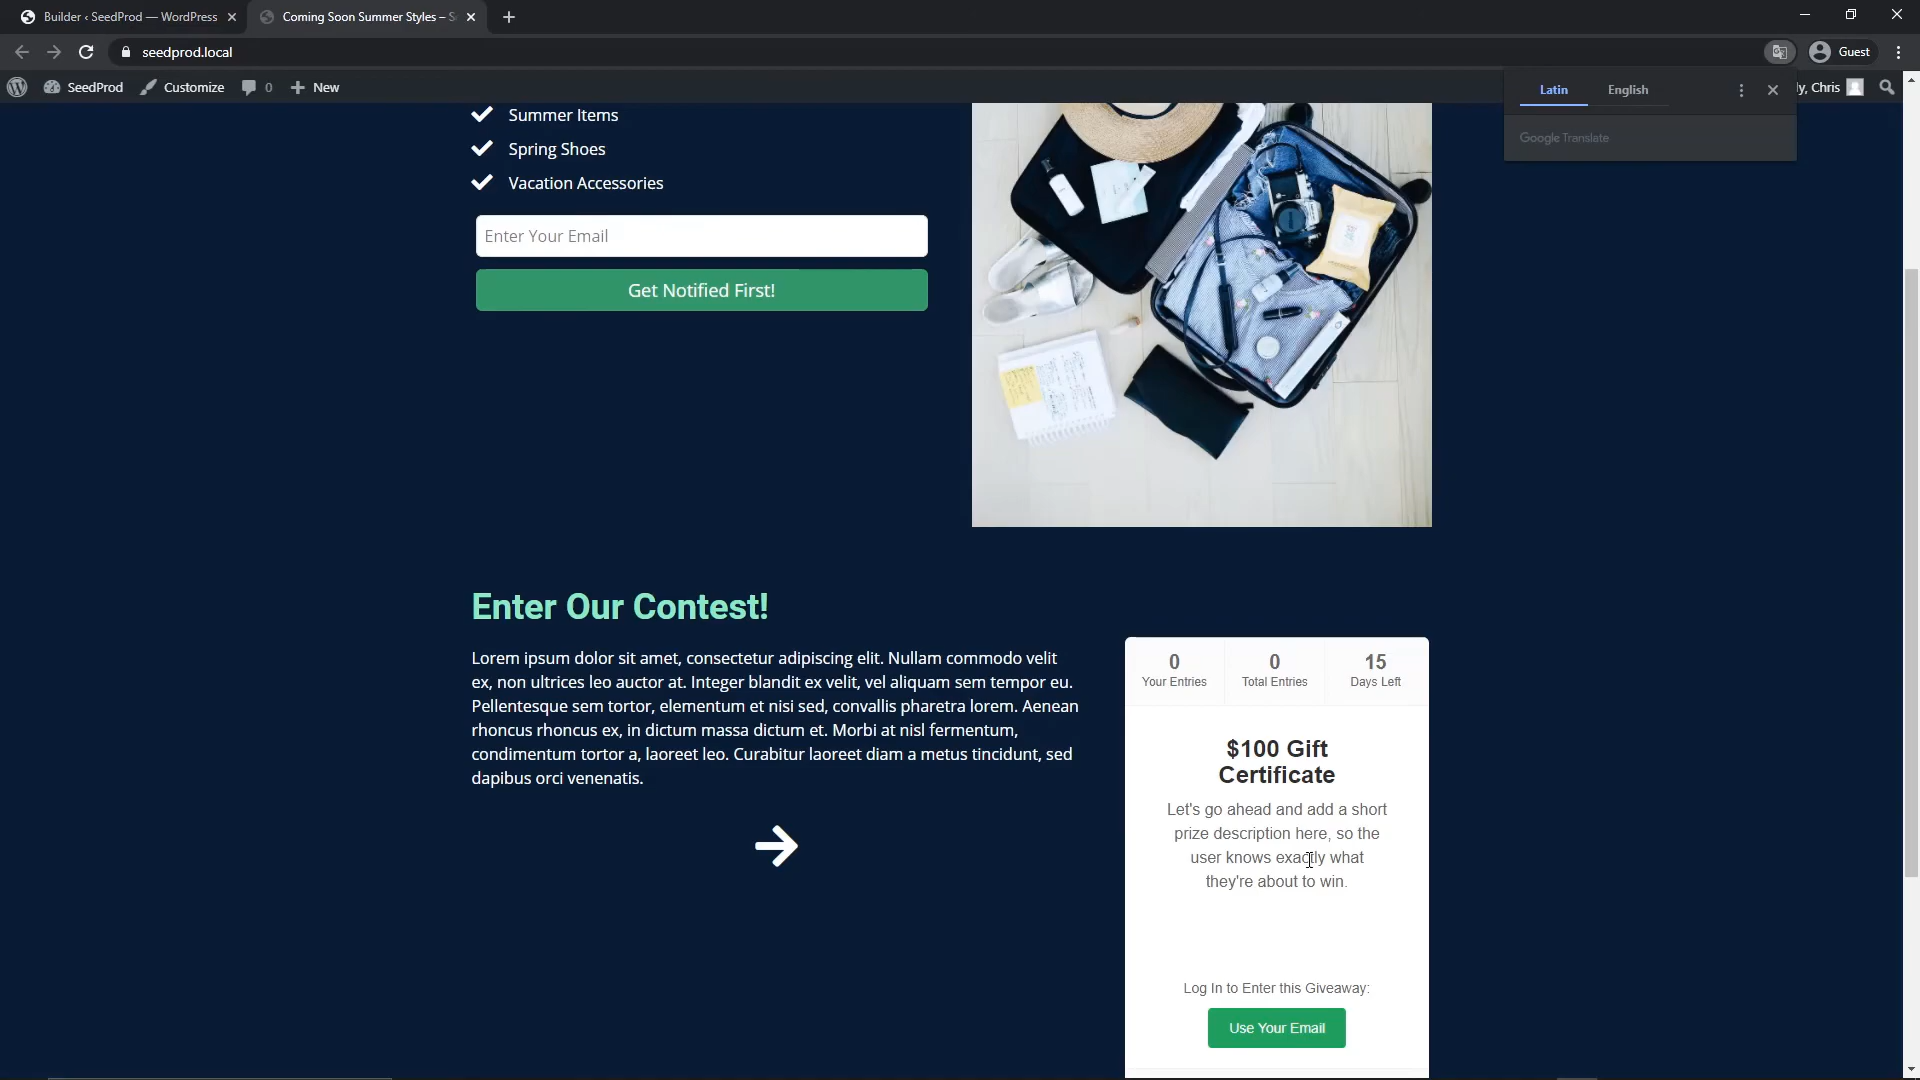 Builder ‹ SeedProd — WordPress
Coming Soon Summer Styles – S
seedprod.local
Guest
SeedProd
Customize
0
New
Latin
English
y, Chris
Google Translate
Summer Items
Spring Shoes
Vacation Accessories
Enter Your Email
Get Notified First!
Enter Our Contest!
Lorem ipsum dolor sit amet, consectetur adipiscing elit. Nullam commodo velit
ex, non ultrices leo auctor at. Integer blandit ex velit, vel aliquam sem tempor eu.
Pellentesque sem tortor, elementum et nisi sed, convallis pharetra lorem. Aenean
rhoncus rhoncus ex, in dictum massa dictum et. Morbi at nisl fermentum,
condimentum tortor a, laoreet leo. Curabitur laoreet diam a metus tincidunt, sed
dapibus orci venenatis.
0
Your Entries
0
Total Entries
15
Days Left
$100 Gift
Certificate
Let's go ahead and add a short
prize description here, so the
user knows exactly what
they're about to win.
Log In to Enter this Giveaway:
Use Your Email